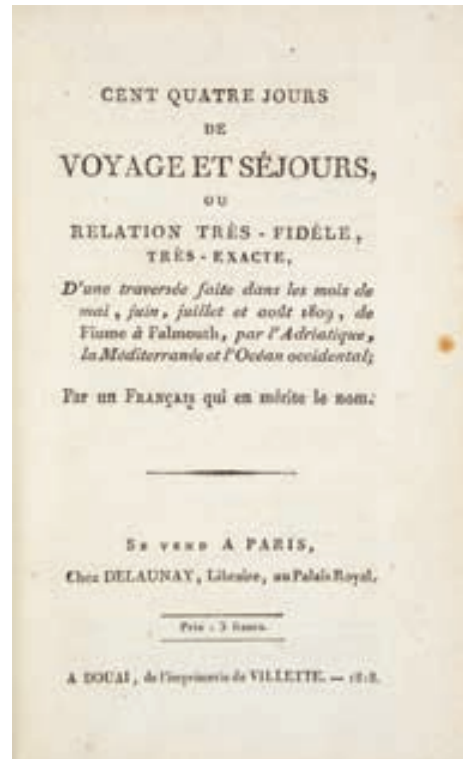 CENT QUATRE JOURS
DE
VOYAGE ET SÉJOURS,
OU
RELATION TRÈS-FIDÈLE,
TRÈS-EXACTE,
D'une traversée faite dans les mois de
mai, juin, juillet et août 1809, de
Fiume à Falmouth, par l'Adriatique,
la Méditerranée et l'Océan occidental;
Par un FRANÇAIS qui en mérite le nom.
SE VEND A PARIS,
Chez DELAUNAY, Libraire, au Palais Royal.
Prix : 3 francs.
A DOUAI, de l'imprimerie de VILLETTE. — 1818.